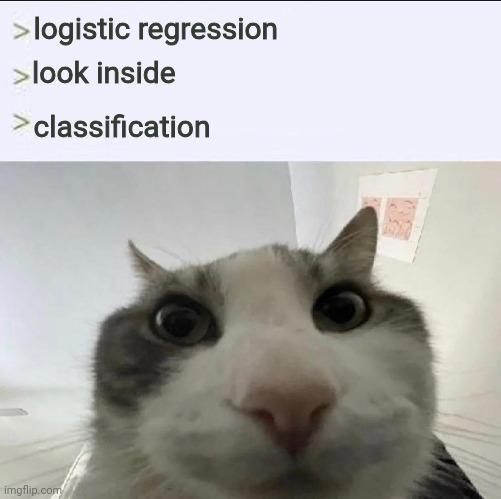 >logistic regression
>look inside
>classification
imgflip.com